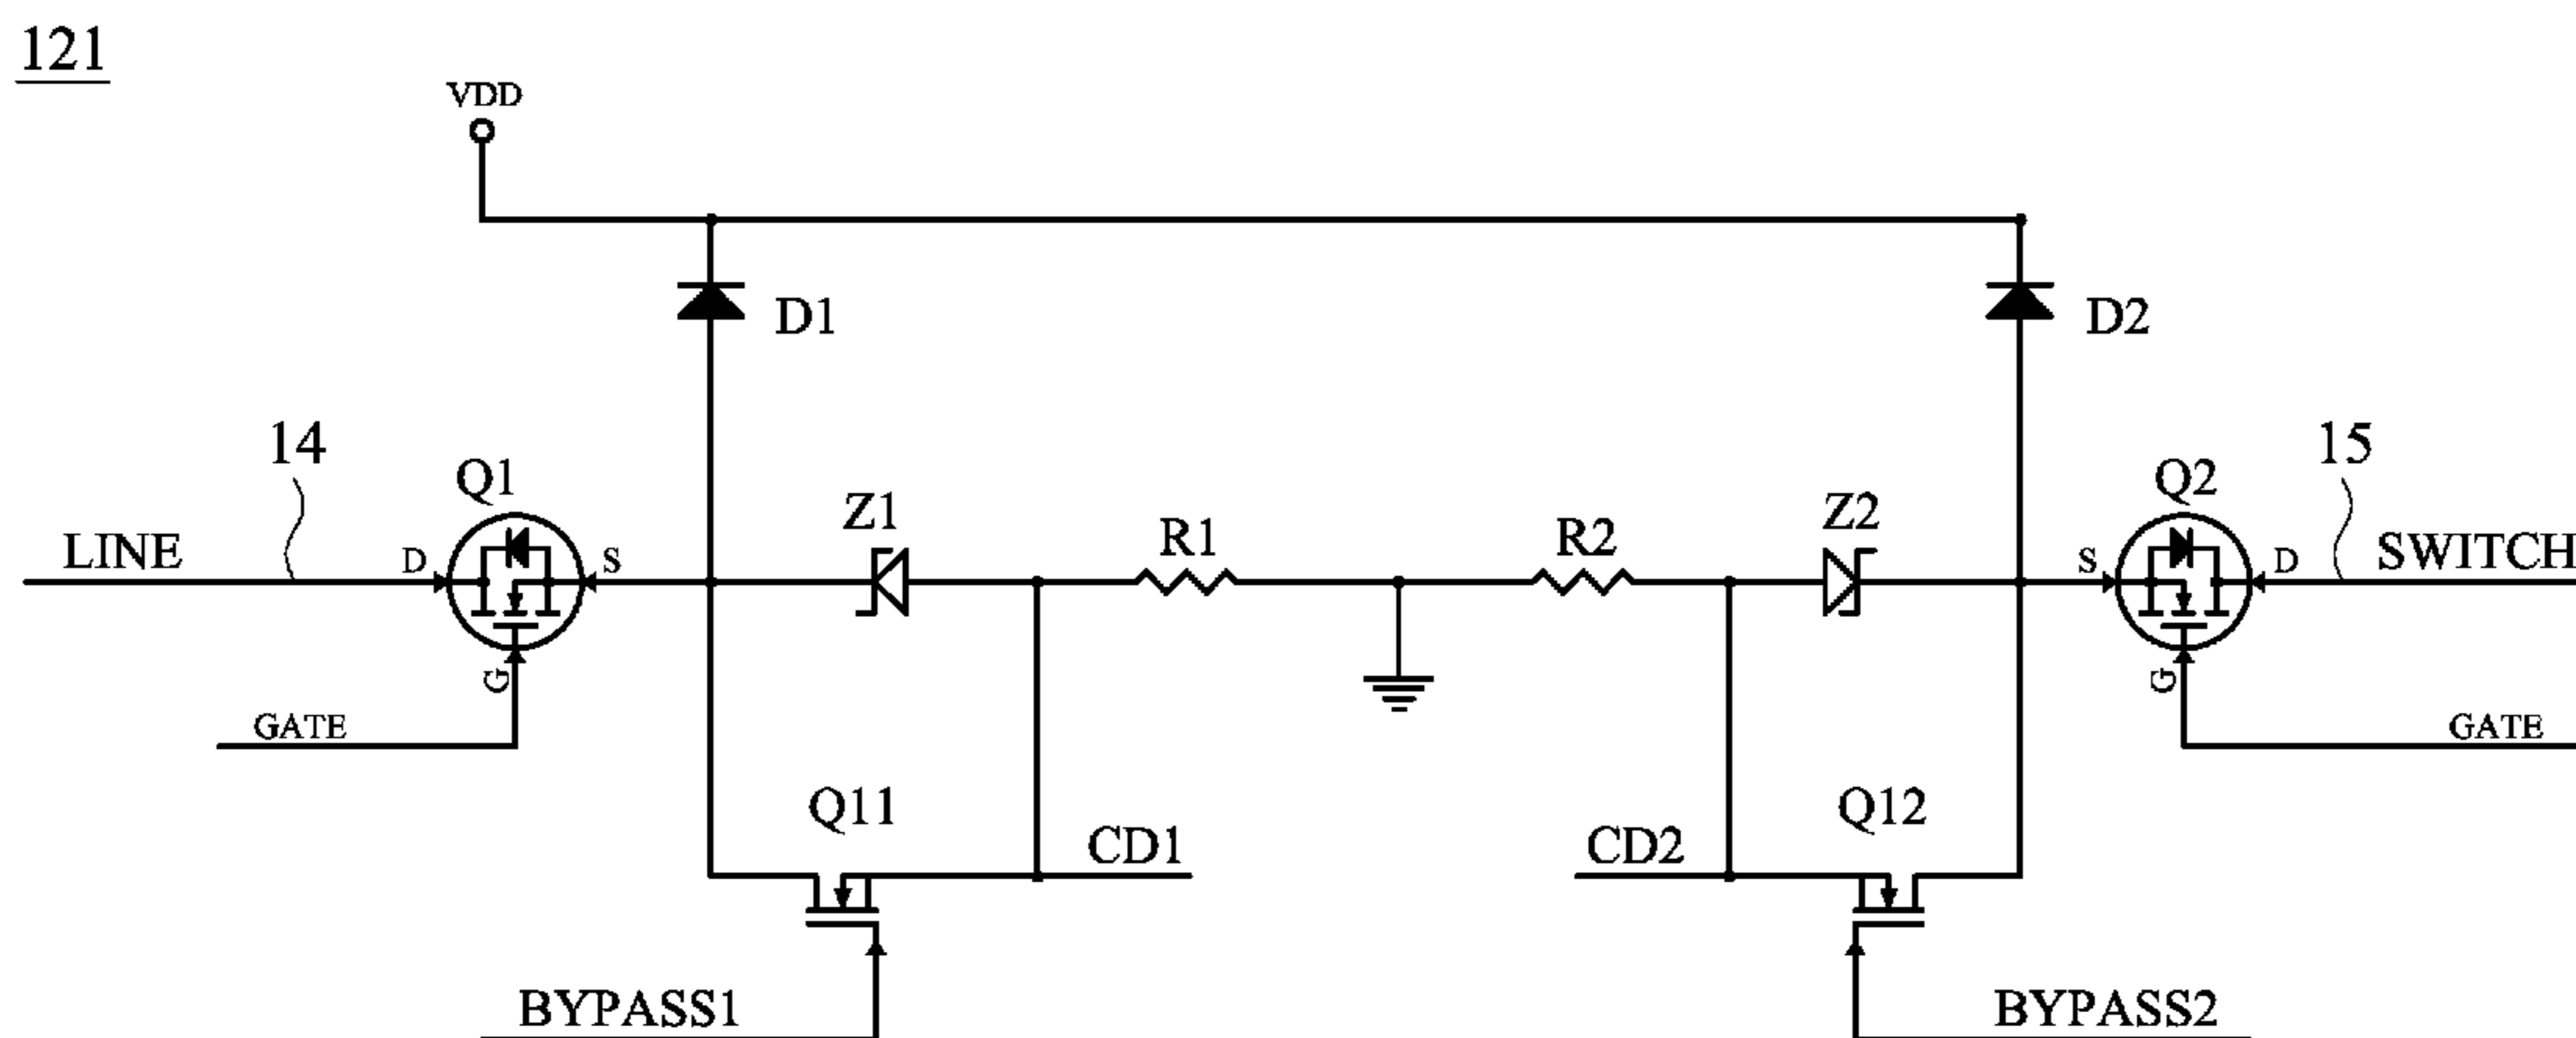 121
VDD
D1
D2
14
15
Q1
Q2
Z1
Z2
R1
R2
LINE
D
S
S
D
SWITCH
G
G
GATE
GATE
Q11
Q12
CD1
CD2
BYPASS1
BYPASS2